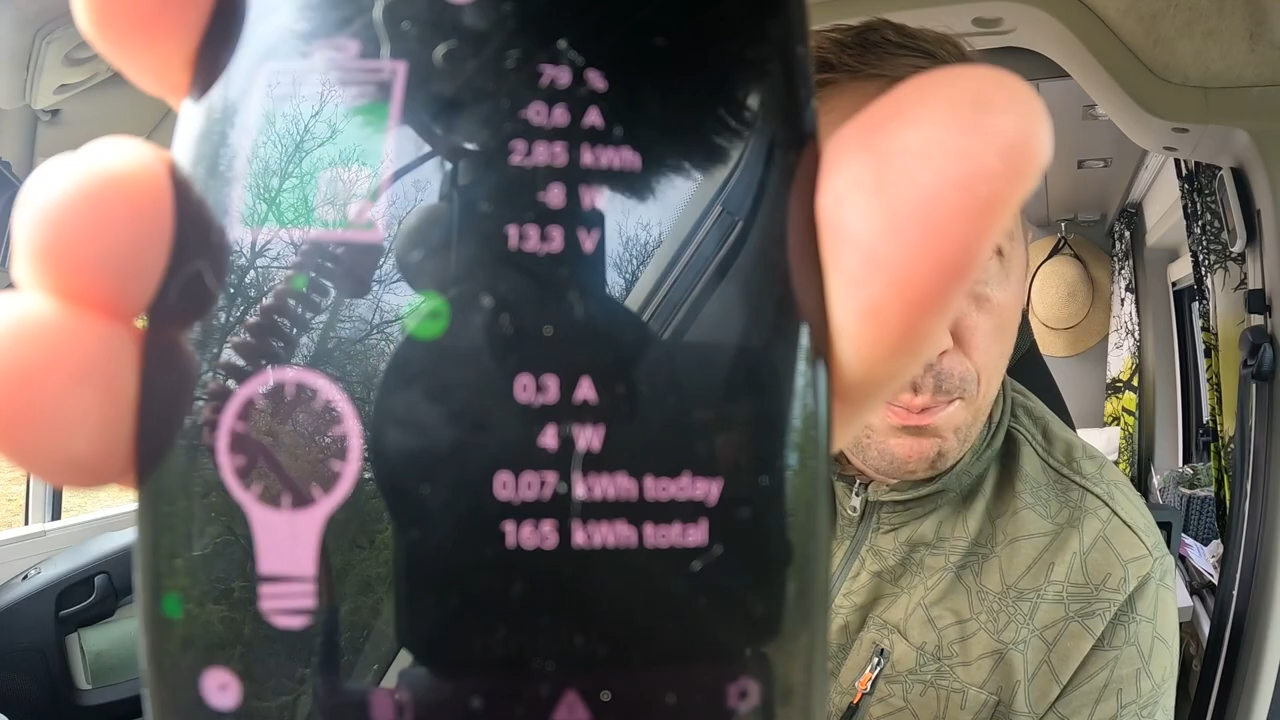 79 %
-0,6 A
2,85 kWh
-8 W
13,3 V
0,3 A
4 W
0,07 kWh today
165 kWh total